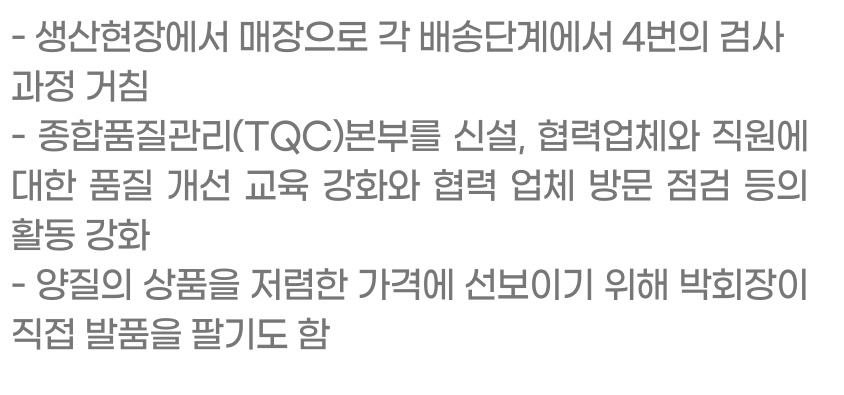 - 생산현장에서 매장으로 각 배송단계에서 4번의 검사
과정 거침
- 종합품질관리(TQC)본부를 신설, 협력업체와 직원에
대한 품질 개선 교육 강화와 협력 업체 방문 점검 등의
활동 강화
- 양질의 상품을 저렴한 가격에 선보이기 위해 박회장이
직접 발품을 팔기도 함